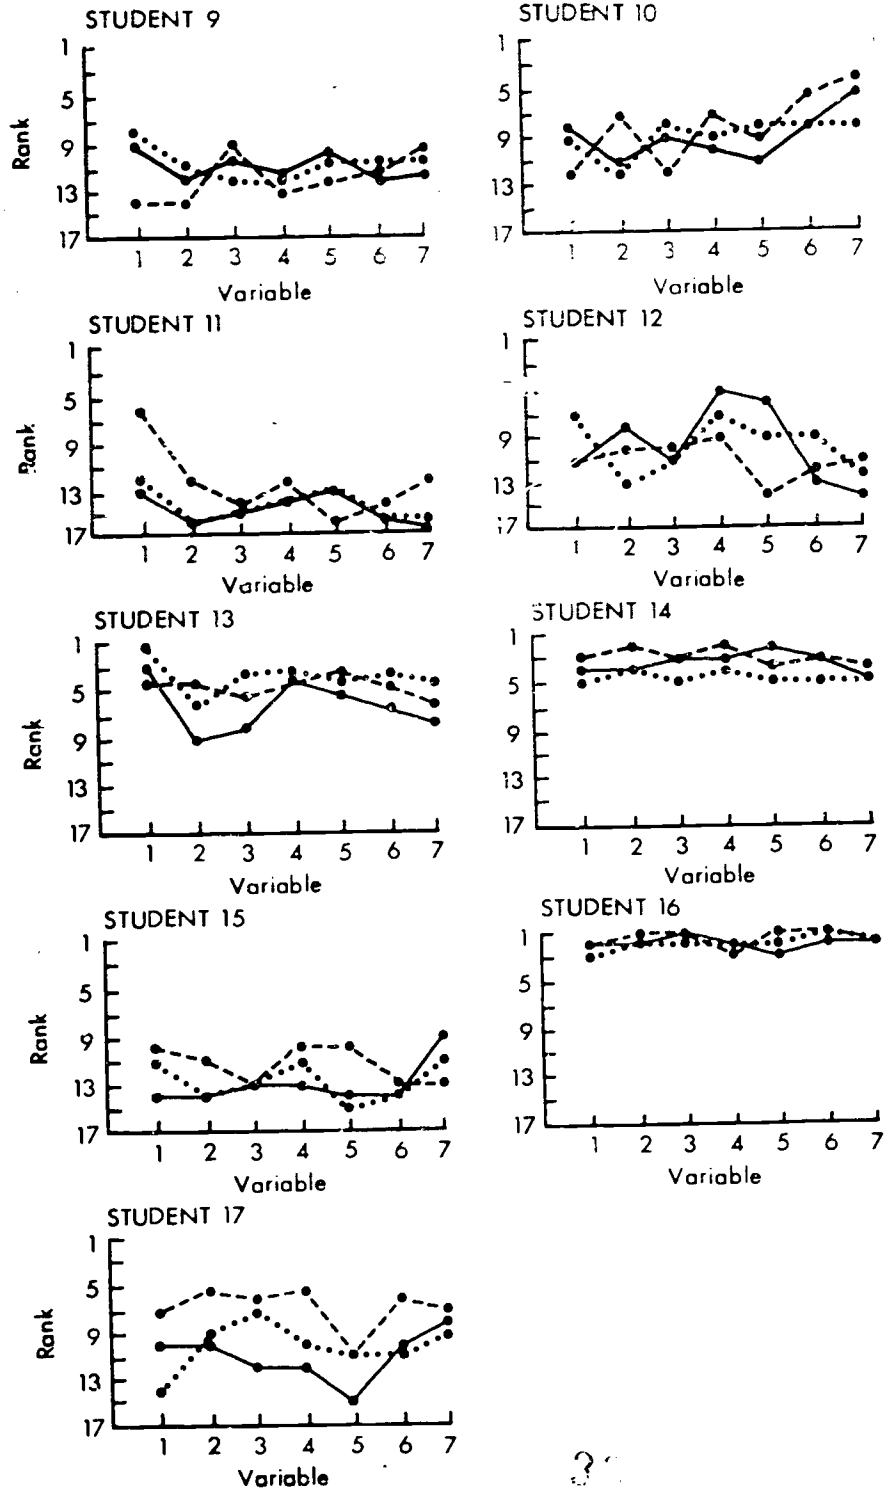 STUDENT 9
1
5
9
13
17
Rank
1 2 3 4 5 6 7
Variable
STUDENT 10
1
5
9
13
17
1 2 3 4 5 6 7
Variable
STUDENT 11
1
5
9
13
17
Rank
1 2 3 4 5 6 7
Variable
STUDENT 12
1
9
13
17
1 2 3 4 5 6 7
Variable
STUDENT 13
1
5
9
13
17
Rank
1 2 3 4 5 6 7
Variable
STUDENT 14
1
5
9
13
17
1 2 3 4 5 6 7
Variable
STUDENT 15
1
5
9
13
17
Rank
1 2 3 4 5 6 7
Variable
STUDENT 16
1
5
9
13
17
1 2 3 4 5 6 7
Variable
STUDENT 17
1
5
9
13
17
Rank
1 2 3 4 5 6 7
Variable